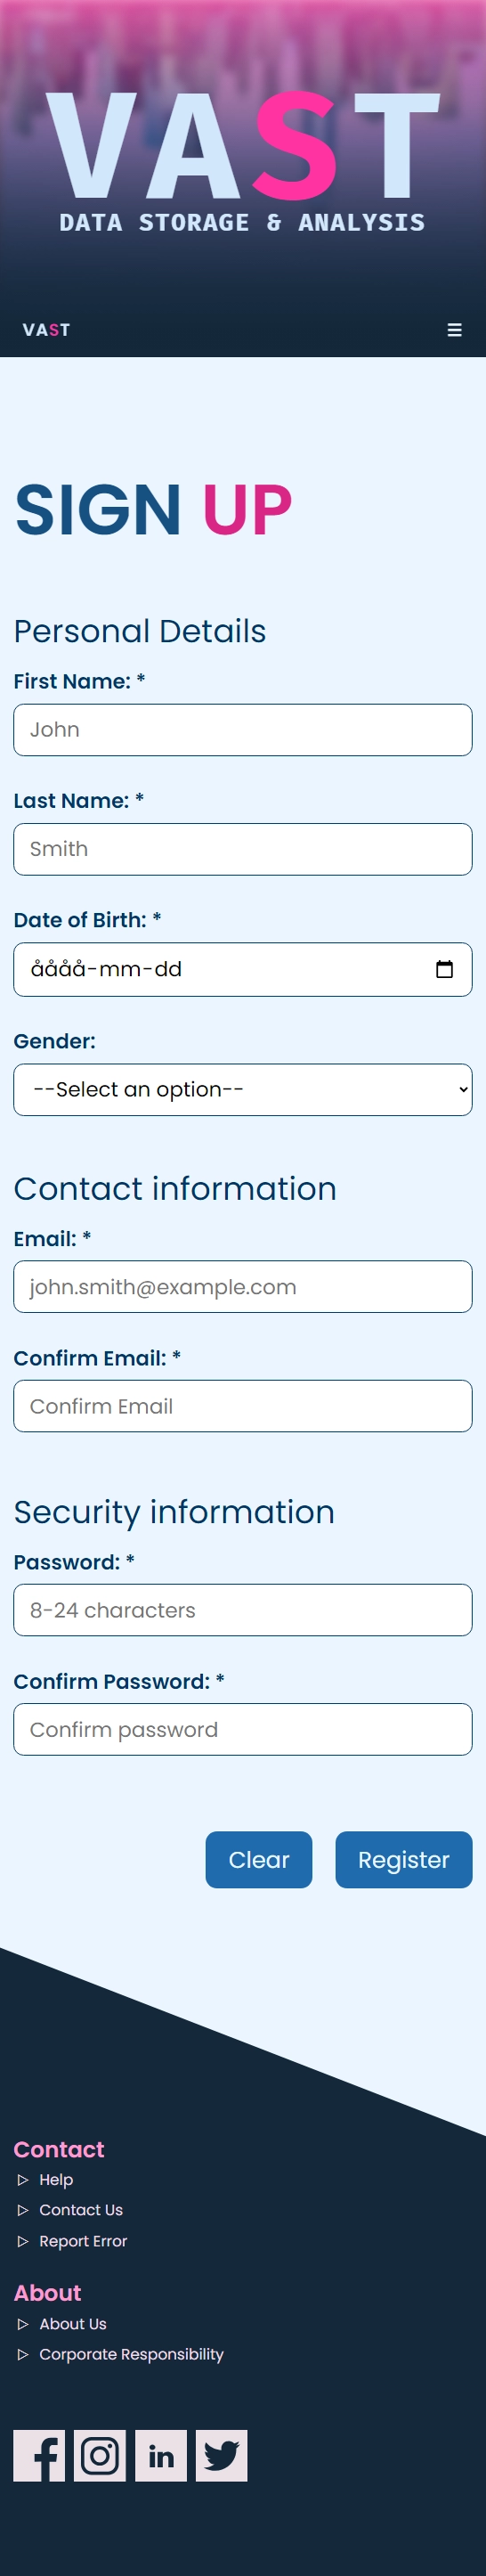 VAST
DATA STORAGE & ANALYSIS
VAST
SIGN UP
Personal Details
First Name: *
John
Last Name: *
Smith
Date of Birth: *
åååå-mm-dd
Gender:
--Select an option--
Contact information
Email: *
john.smith@example.com
Confirm Email: *
Confirm Email
Security information
Password: *
8-24 characters
Confirm Password: *
Confirm password
Clear Register
Contact
Help
Contact Us
Report Error
About
About Us
Corporate Responsibility
f in